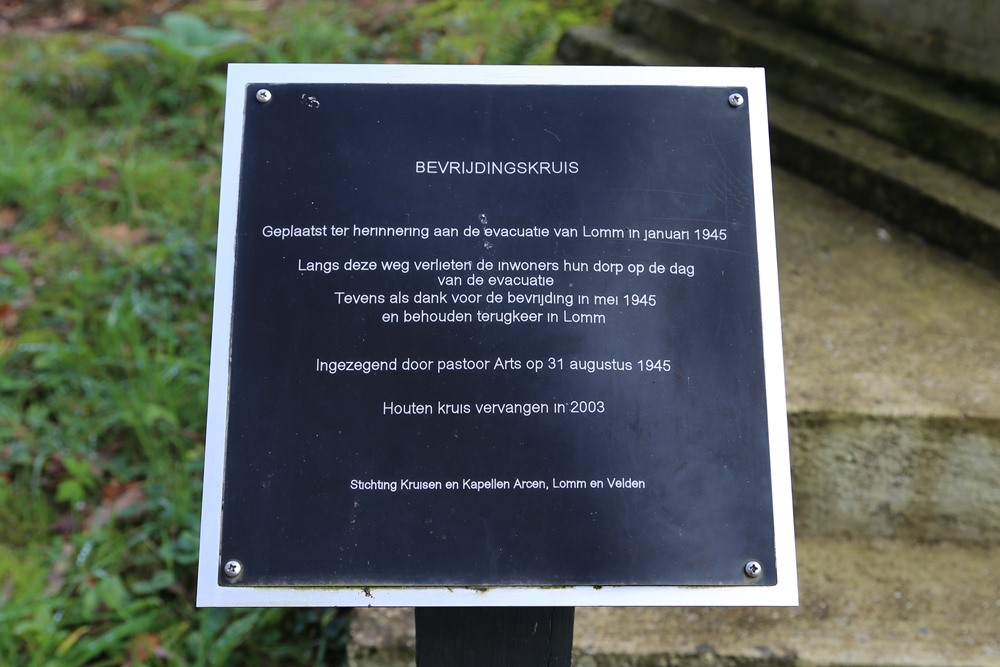 BEVRIJDINGSKRUIS
Geplaatst ter herinnering aan de evacuatie van Lomm in januari 1945
Langs deze weg verlieten de inwoners hun dorp op de dag
van de evacuatie
Tevens als dank voor de bevrijding in mei 1945
en behouden terugkeer in Lomm
Ingezegend door pastoor Arts op 31 augustus 1945
Houten kruis vervangen in 2003
Stichting Kruisen en Kapellen Arcen, Lomm en Velden